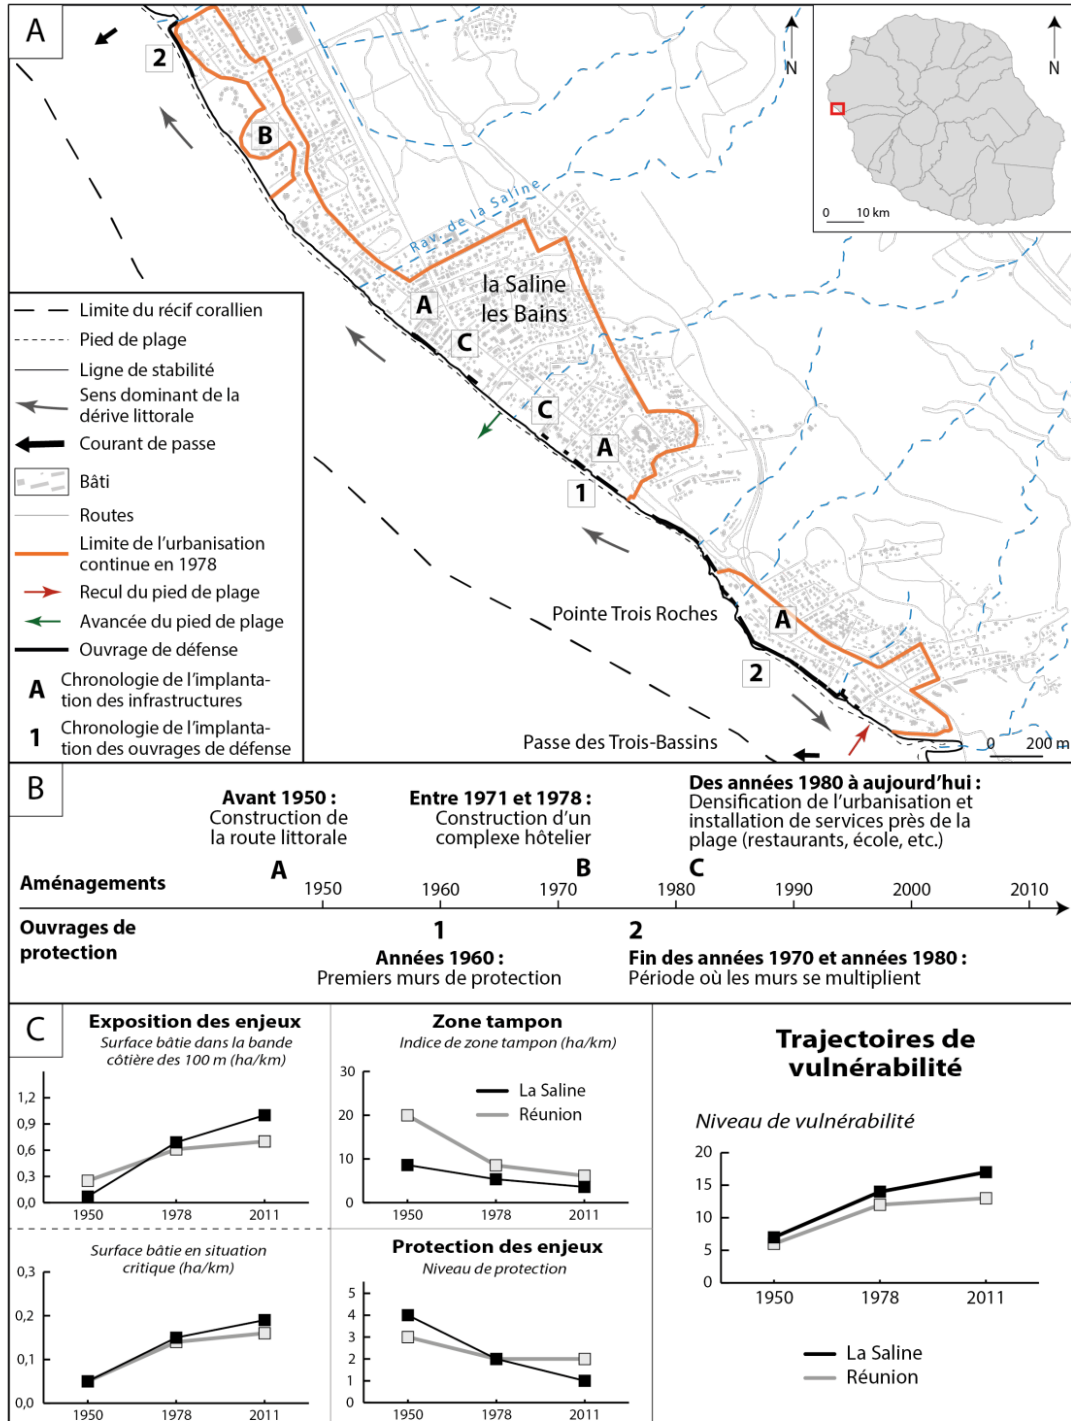 A
2
N
N
0 10 km
B
Rav. de la Saline
la Saline
les Bains
A
C
C
A
1
Pointe Trois Roches
A
2
Passe des Trois-Bassins
0 200 m
Limite du récif corallien
Pied de plage
Ligne de stabilité
Sens dominant de la
dérive littorale
Courant de passe
Bâti
Routes
Limite de l'urbanisation
continue en 1978
Recul du pied de plage
Avancée du pied de plage
Ouvrage de défense
A Chronologie de l'implanta-
tion des infrastructures
1 Chronologie de l'implanta-
tion des ouvrages de défense
B
Avant 1950 :
Construction de
la route littorale
A
Entre 1971 et 1978 :
Construction d'un
complexe hôtelier
B
Des années 1980 à aujourd'hui :
Densification de l'urbanisation et
installation de services près de la
plage (restaurants, école, etc.)
C
Aménagements
1950 1960 1970 1980 1990 2000 2010
Ouvrages de
protection
1
Années 1960 :
Premiers murs de protection
2
Fin des années 1970 et années 1980 :
Période où les murs se multiplient
C
Exposition des enjeux
Surface bâtie dans la bande
côtière des 100 m (ha/km)
1,2
0,9
0,6
0,3
0,0
1950 1978 2011
Surface bâtie en situation
critique (ha/km)
0,3
0,2
0,1
0,0
1950 1978 2011
Zone tampon
Indice de zone tampon (ha/km)
30
20
10
0
La Saline
Réunion
1950 1978 2011
Protection des enjeux
Niveau de protection
5
4
3
2
1
0
1950 1978 2011
Trajectoires de
vulnérabilité
Niveau de vulnérabilité
20
15
10
5
0
1950 1978 2011
La Saline
Réunion